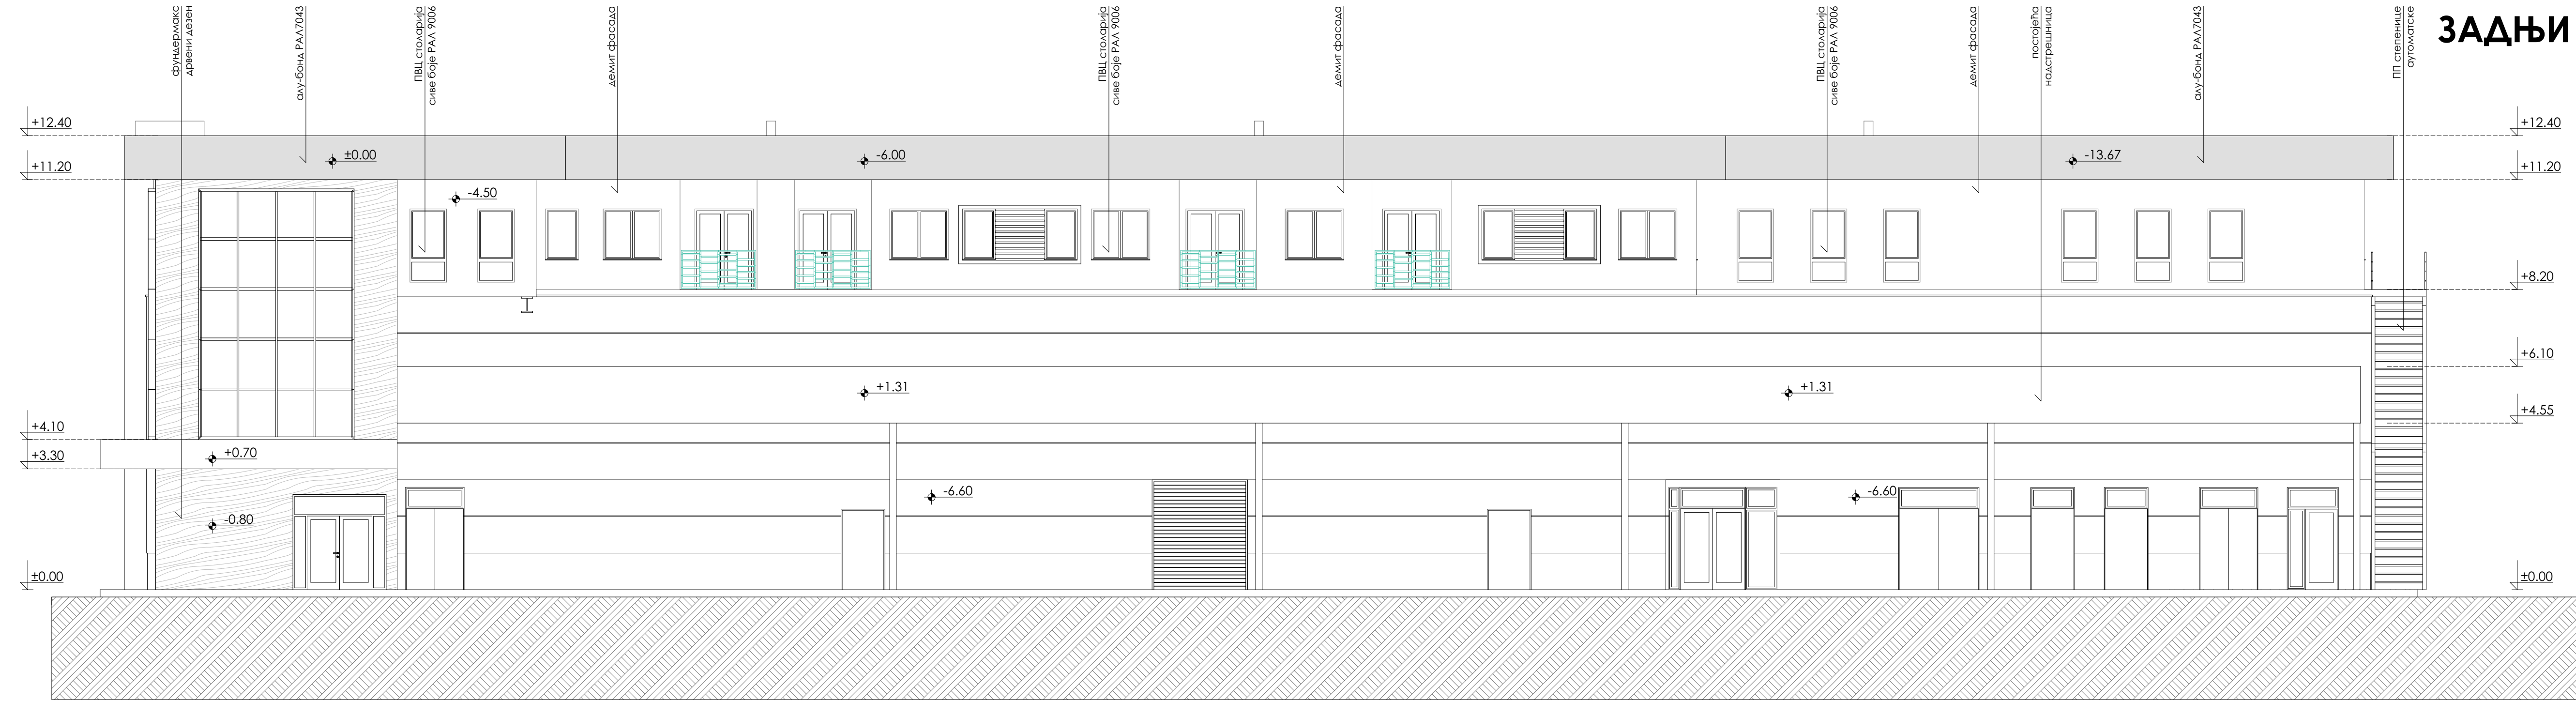 ЗАДЊИ
фундермакс
дрвени дезен
алу-бонд РАЛ7043
ПВЦ столарија
сиве боје РАЛ 9006
демит фасада
ПВЦ столарија
сиве боје РАЛ 9006
демит фасада
ПВЦ столарија
сиве боје РАЛ 9006
демит фасада
постојећа
надстрешница
алу-бонд РАЛ7043
ПП степенице
аутоматске
+12.40
+12.40
±0.00
-6.00
-13.67
+11.20
+11.20
-4.50
+8.20
+6.10
+1.31
+1.31
+4.55
+4.10
+3.30
+0.70
-6.60
-6.60
-0.80
±0.00
±0.00